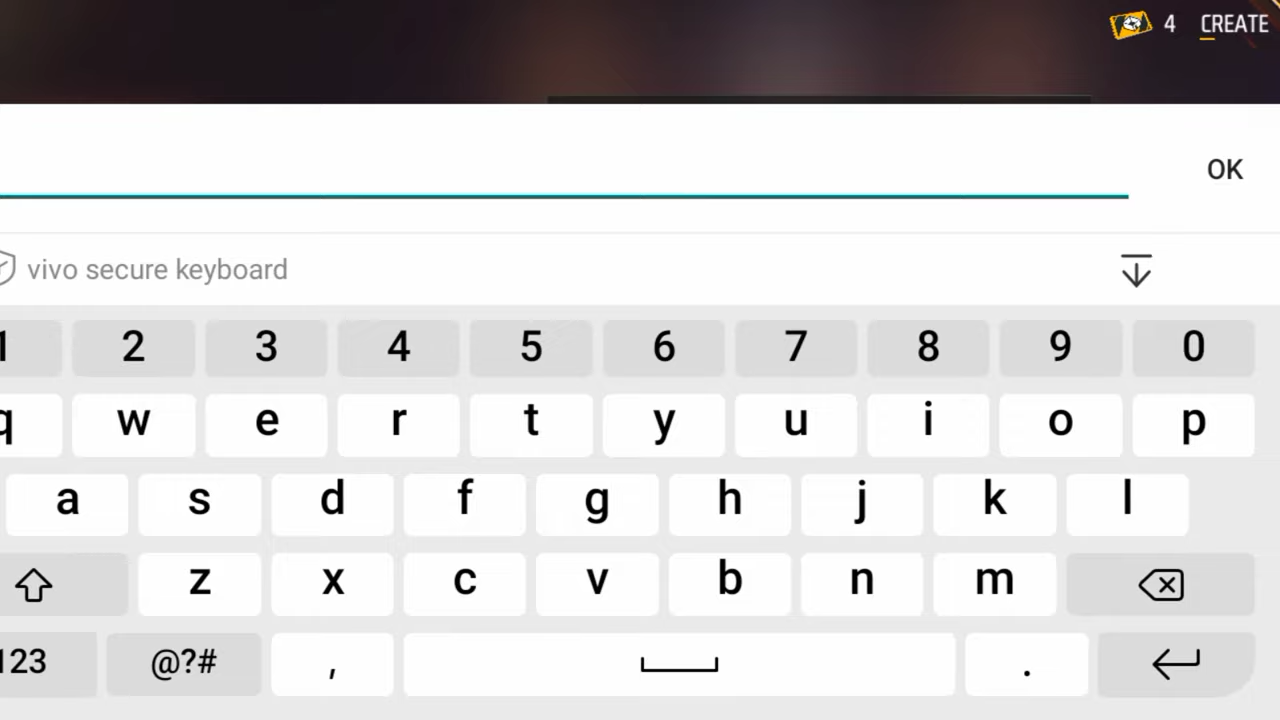 4 CREATE
OK
vivo secure keyboard
1 2 3 4 5 6 7 8 9 0
q w e r t y u i o p
a s d f g h j k l
z x c v b n m
123 @?# , .